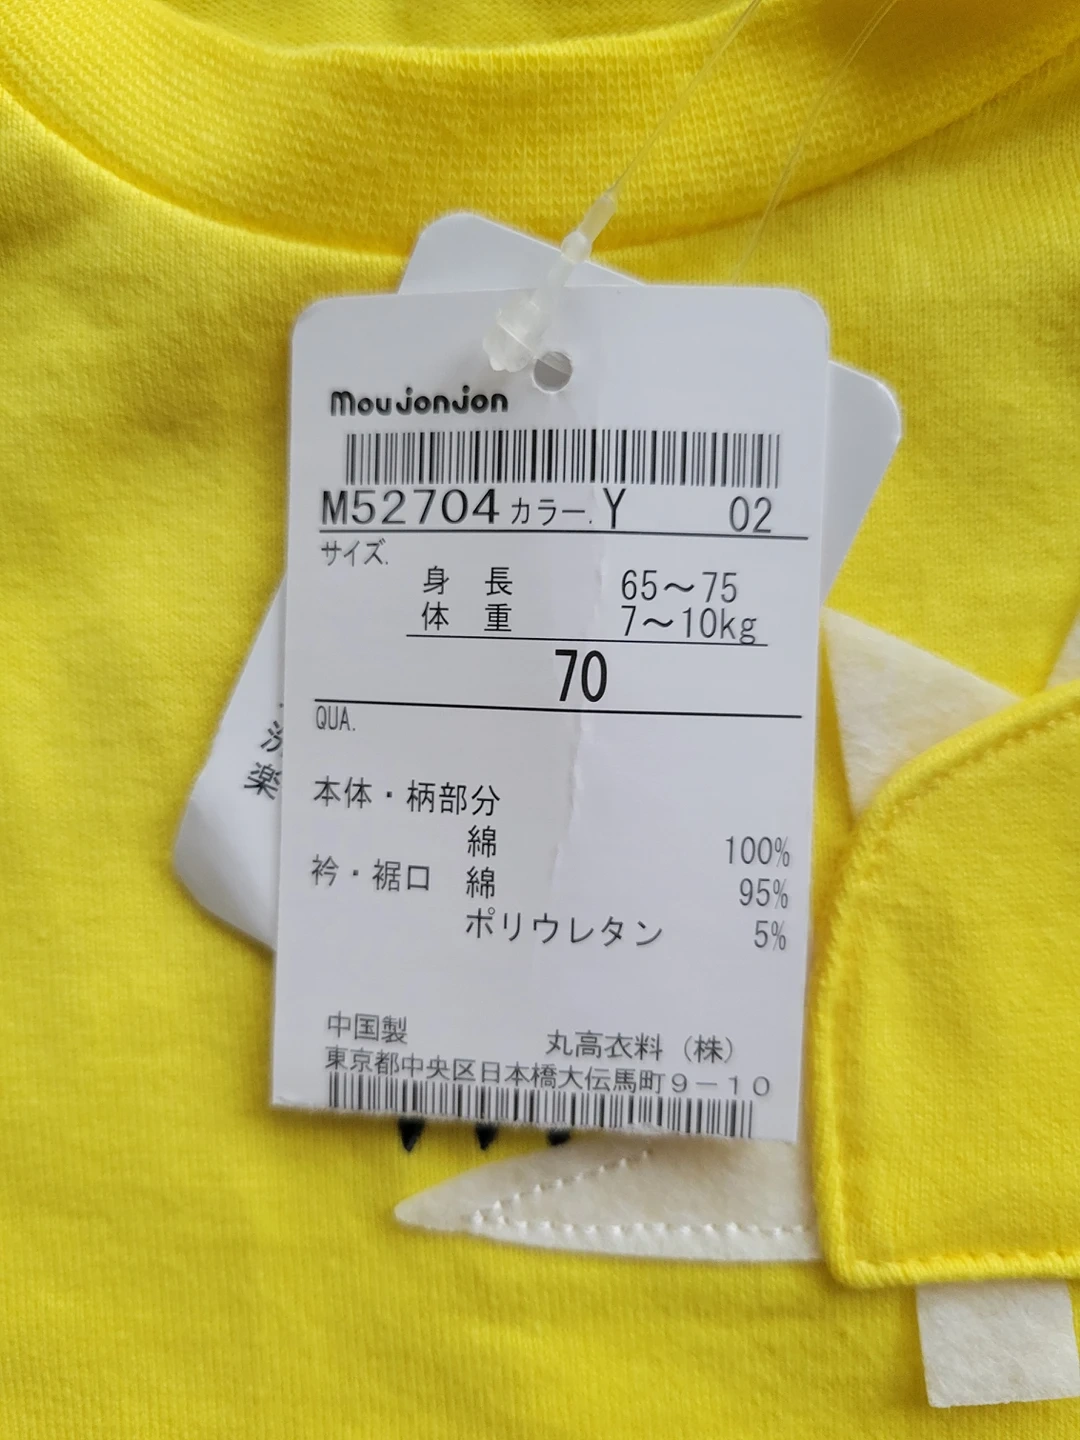 moujonjon
M52704 カラー. Y 02
サイズ.
身 長 65～75
体 重 7～10kg
70
QUA.
洗
楽
本体・柄部分
綿 100%
衿・裾口 綿 95%
ポリウレタン 5%
中国製 丸高衣料（株）
東京都中央区日本橋大伝馬町９－１０